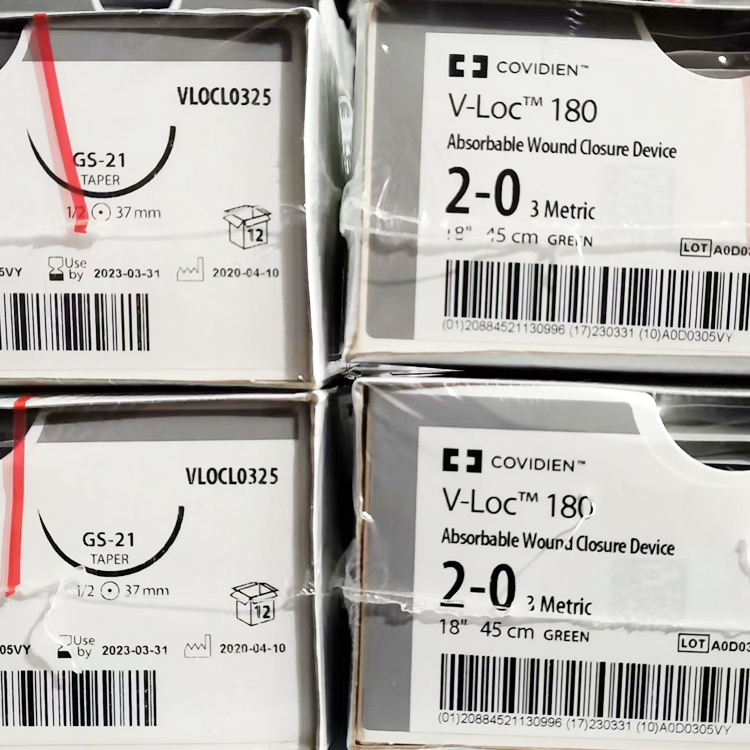 VLOCL0325
GS-21
TAPER
1/2 37mm
12
5VY Use by 2023-03-31 2020-04-10
COVIDIEN™
V-Loc™ 180
Absorbable Wound Closure Device
2-0 3 Metric
18" 45 cm GREEN
LOT A0D03
(01)20884521130996 (17)230331 (10)A0D0305VY
VLOCL0325
GS-21
TAPER
1/2 37mm
12
05VY Use by 2023-03-31 2020-04-10
COVIDIEN™
V-Loc™ 180
Absorbable Wound Closure Device
2-0 3 Metric
18" 45 cm GREEN
LOT A0D03
(01)20884521130996 (17)230331 (10)A0D0305VY